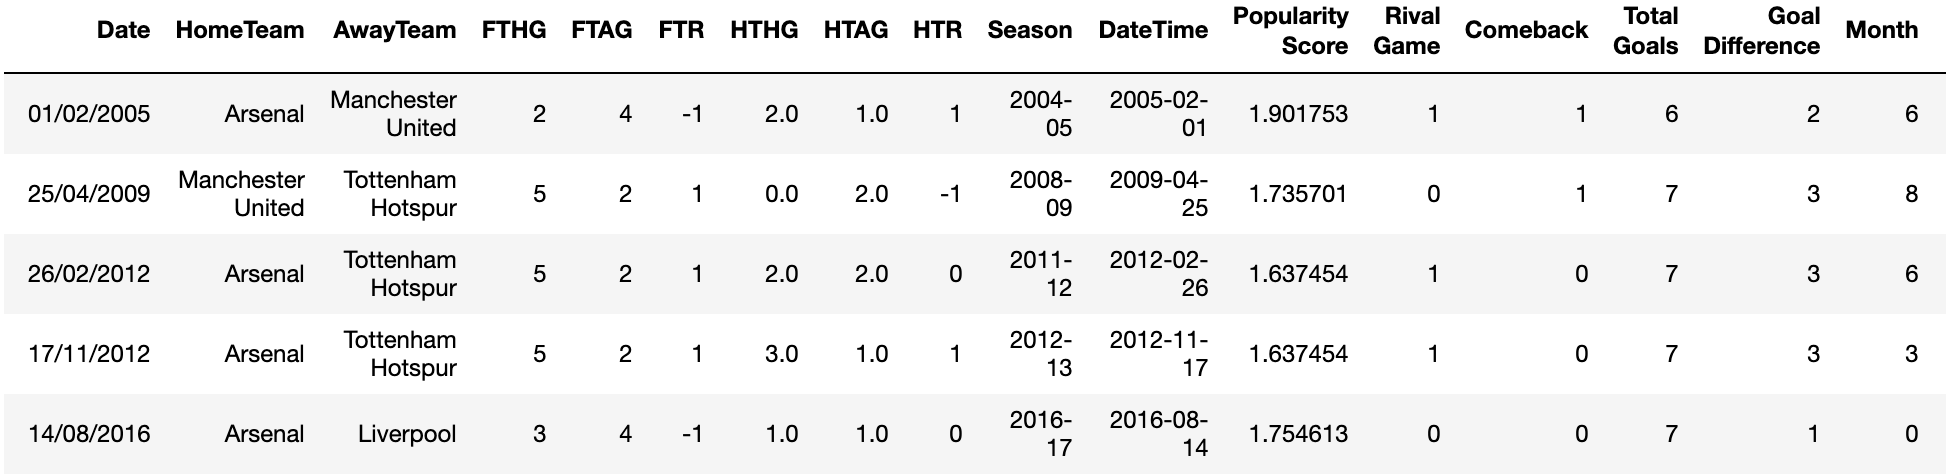 Date HomeTeam AwayTeam FTHG FTAG FTR HTHG HTAG HTR Season DateTime Popularity Score Rival Game Comeback Total Goals Goal Difference Month
01/02/2005 Arsenal Manchester United 2 4 -1 2.0 1.0 1 2004-05 2005-02-01 1.901753 1 1 6 2 6
25/04/2009 Manchester United Tottenham Hotspur 5 2 1 0.0 2.0 -1 2008-09 2009-04-25 1.735701 0 1 7 3 8
26/02/2012 Arsenal Tottenham Hotspur 5 2 1 2.0 2.0 0 2011-12 2012-02-26 1.637454 1 0 7 3 6
17/11/2012 Arsenal Tottenham Hotspur 5 2 1 3.0 1.0 1 2012-13 2012-11-17 1.637454 1 0 7 3 3
14/08/2016 Arsenal Liverpool 3 4 -1 1.0 1.0 0 2016-17 2016-08-14 1.754613 0 0 7 1 0